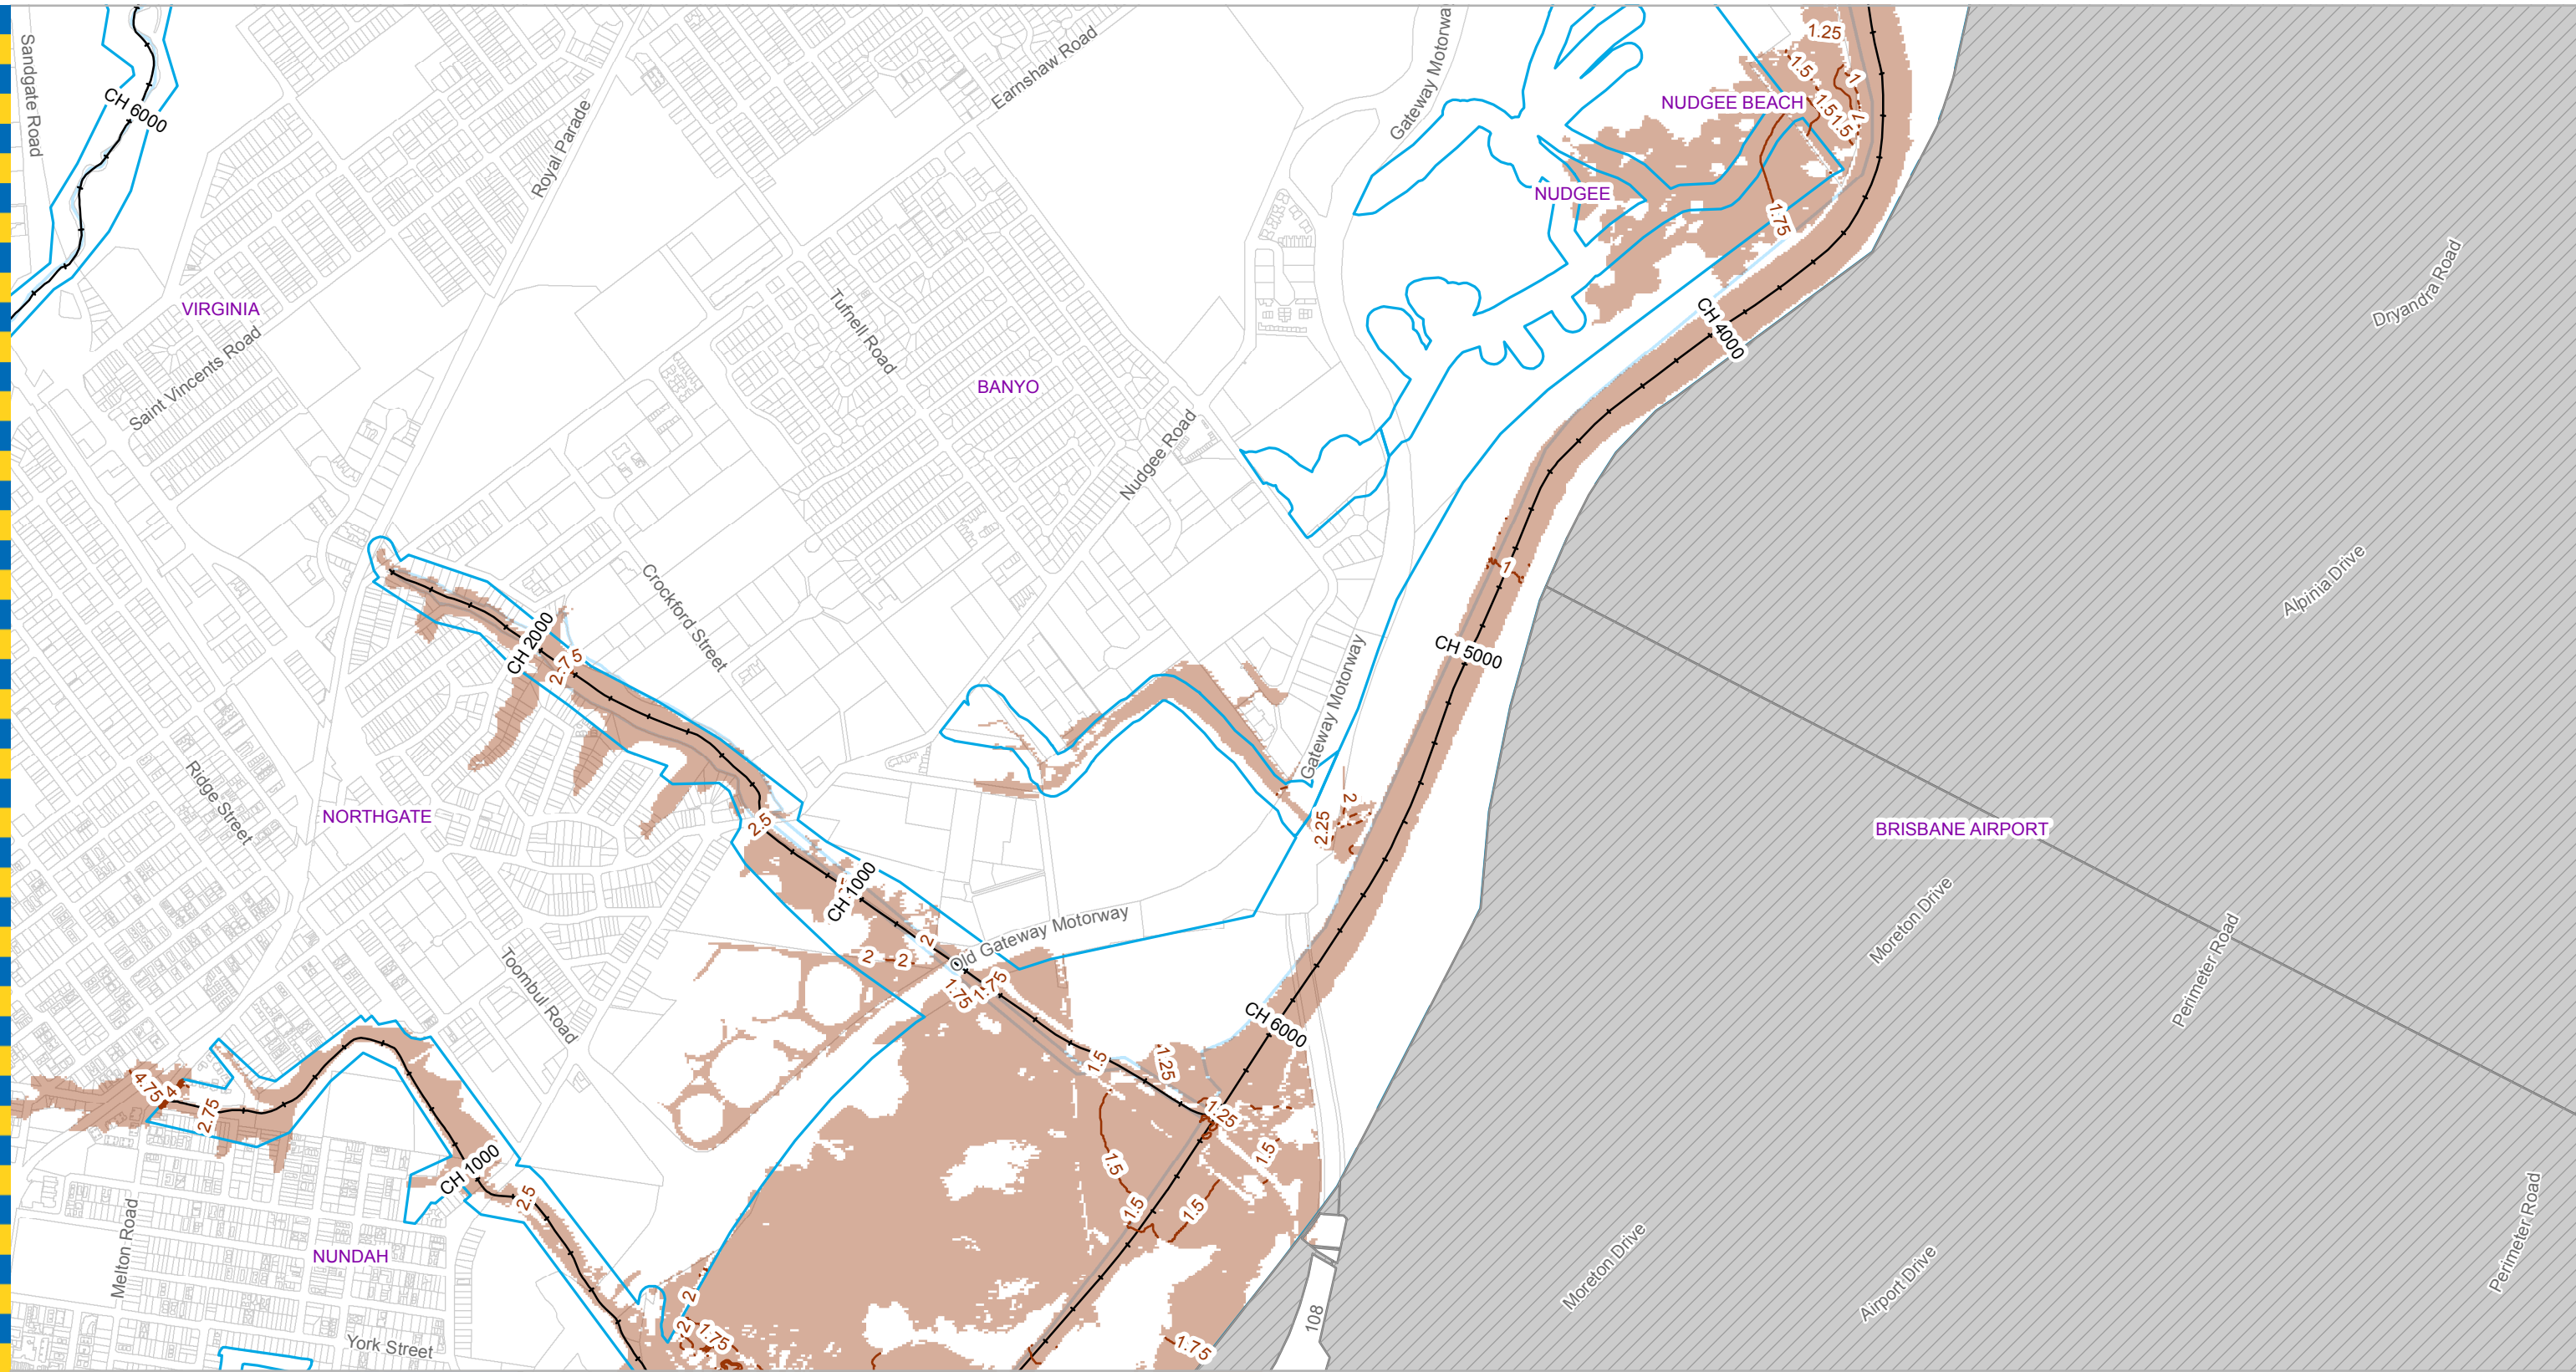 1.25
Sandgate Road
Gateway Motorway
Earnshaw Road
1.5
1
CH 6000
NUDGEE BEACH
1.5
1
1.5
Royal Parade
NUDGEE
1.75
Dryandra Road
VIRGINIA
CH 4000
Tufnell Road
Saint Vincents Road
BANYO
Nudgee Road
1
Alpinia Drive
Crockford Street
CH 2000
CH 5000
2.75
Gateway Motorway
2
Ridge Street
NORTHGATE
2.5
2.25
BRISBANE AIRPORT
CH 1000
Moreton Drive
Old Gateway Motorway
2
2
2
Perimeter Road
1.75
1.75
Toombul Road
CH 6000
1.5
1.25
4.75
4
2.75
1.25
1.5
1.5
CH 1000
2.5
1.5
1.5
Melton Road
NUNDAH
Perimeter Road
Moreton Drive
Airport Drive
2
2
1.75
108
York Street
1.75